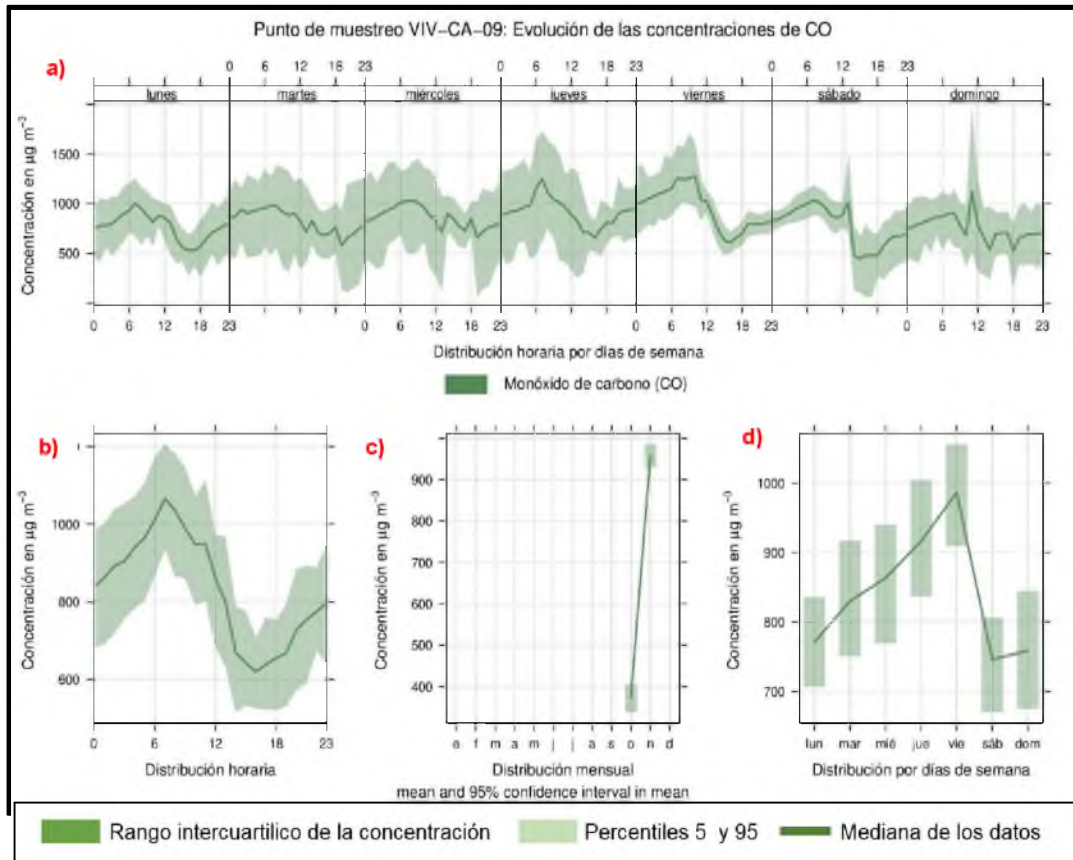 Punto de muestreo VIV-CA-09: Evolución de las concentraciones de CO
a)
0 6 12 18 23 0 6 12 18 23 0 6 12 18 23
lunes martes miércoles jueves viernes sábado domingo
Concentración en µg m⁻³
1500
1000
500
0 6 12 18 23 0 6 12 18 23 0 6 12 18 23 0 6 12 18 23
Distribución horaria por días de semana
Monóxido de carbono (CO)
b)
Concentración en µg m⁻³
1000
800
600
0 6 12 18 23
Distribución horaria
c)
Concentración en µg m⁻³
900
800
700
600
500
400
e f m a m j j a s o n d
Distribución mensual
mean and 95% confidence interval in mean
d)
Concentración en µg m⁻³
1000
900
800
700
lun mar mié jue vie sáb dom
Distribución por días de semana
Rango intercuartilico de la concentración Percentiles 5 y 95 Mediana de los datos